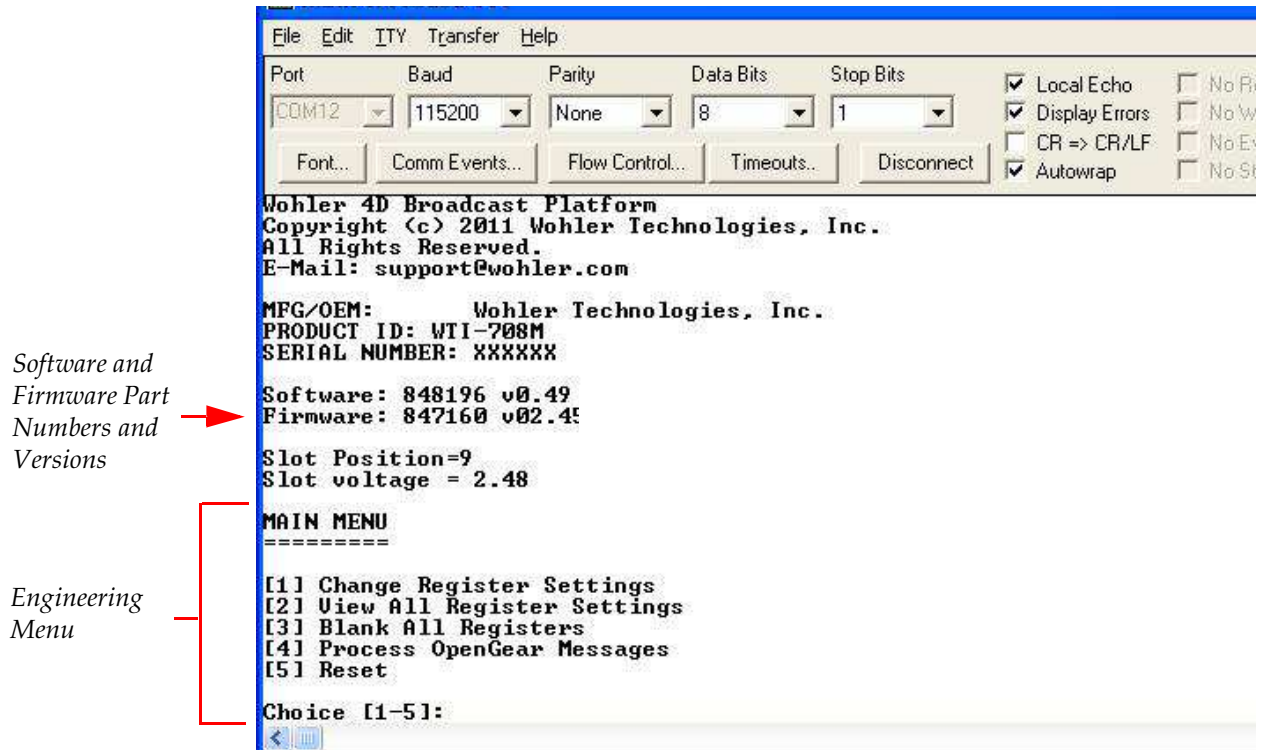 File Edit TTY Transfer Help
Port Baud Parity Data Bits Stop Bits
COM12 115200 None 8 1
Local Echo
Display Errors
CR => CR/LF
Autowrap
No
No
No
No
Font... Comm Events... Flow Control... Timeouts.. Disconnect
Wohler 4D Broadcast Platform
Copyright (c) 2011 Wohler Technologies, Inc.
All Rights Reserved.
E-Mail: support@wohler.com
MFG/OEM: Wohler Technologies, Inc.
PRODUCT ID: WTI-708M
SERIAL NUMBER: XXXXXX
Software and
Firmware Part
Numbers and
Versions
Software: 848196 v0.49
Firmware: 847160 v02.45
Slot Position=9
Slot voltage = 2.48
Engineering
Menu
MAIN MENU
=========
[1] Change Register Settings
[2] View All Register Settings
[3] Blank All Registers
[4] Process OpenGear Messages
[5] Reset
Choice [1-5]: